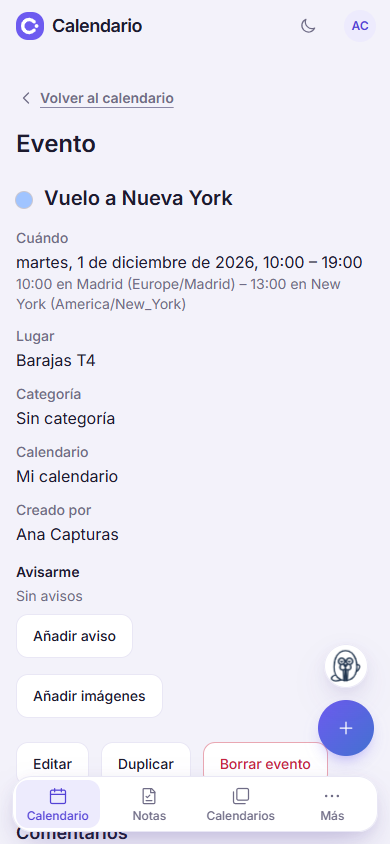 Calendario
AC
Volver al calendario
Evento
Vuelo a Nueva York
Cuándo
martes, 1 de diciembre de 2026, 10:00 – 19:00
10:00 en Madrid (Europe/Madrid) – 13:00 en New
York (America/New_York)
Lugar
Barajas T4
Categoría
Sin categoría
Calendario
Mi calendario
Creado por
Ana Capturas
Avisarme
Sin avisos
Añadir aviso
Añadir imágenes
Editar
Duplicar
Borrar evento
Calendario
Notas
Calendarios
Más
Comentarios